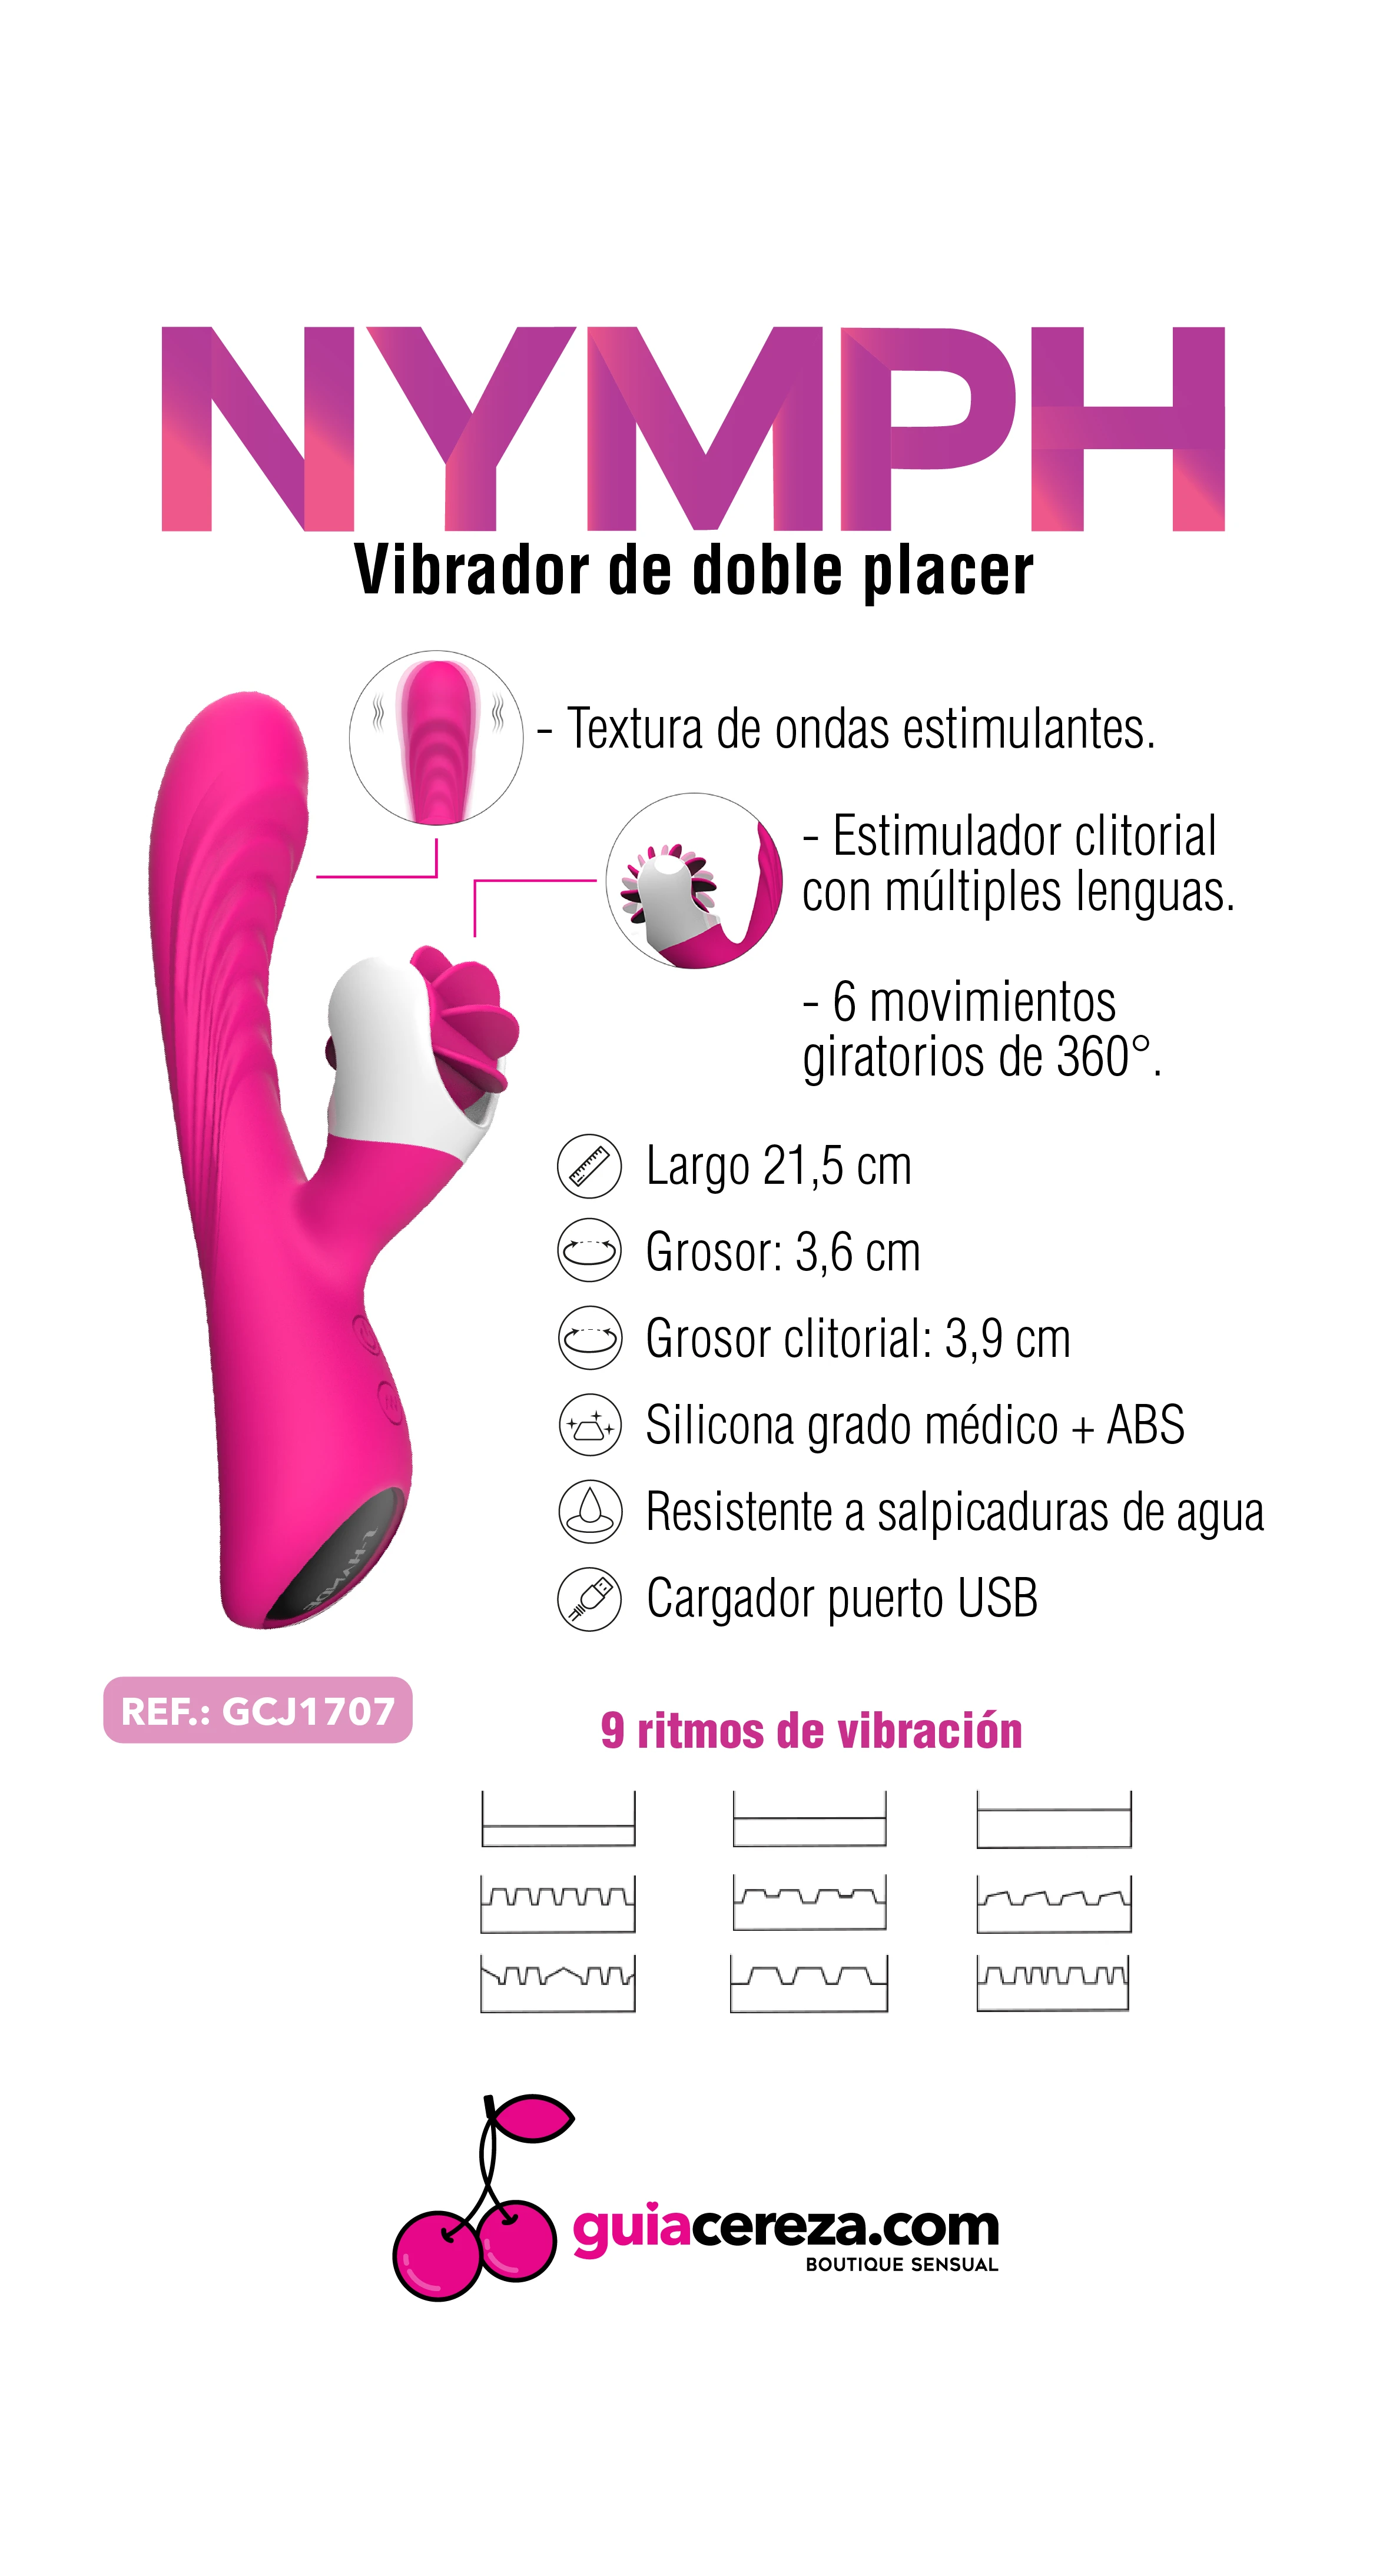 NYMPH
Vibrador de doble placer
- Textura de ondas estimulantes.
- Estimulador clitorial
con múltiples lenguas.
- 6 movimientos
giratorios de 360°.
Largo 21,5 cm
Grosor: 3,6 cm
Grosor clitorial: 3,9 cm
Silicona grado médico + ABS
Resistente a salpicaduras de agua
Cargador puerto USB
REF.: GCJ1707
9 ritmos de vibración
guiacereza.com
BOUTIQUE SENSUAL